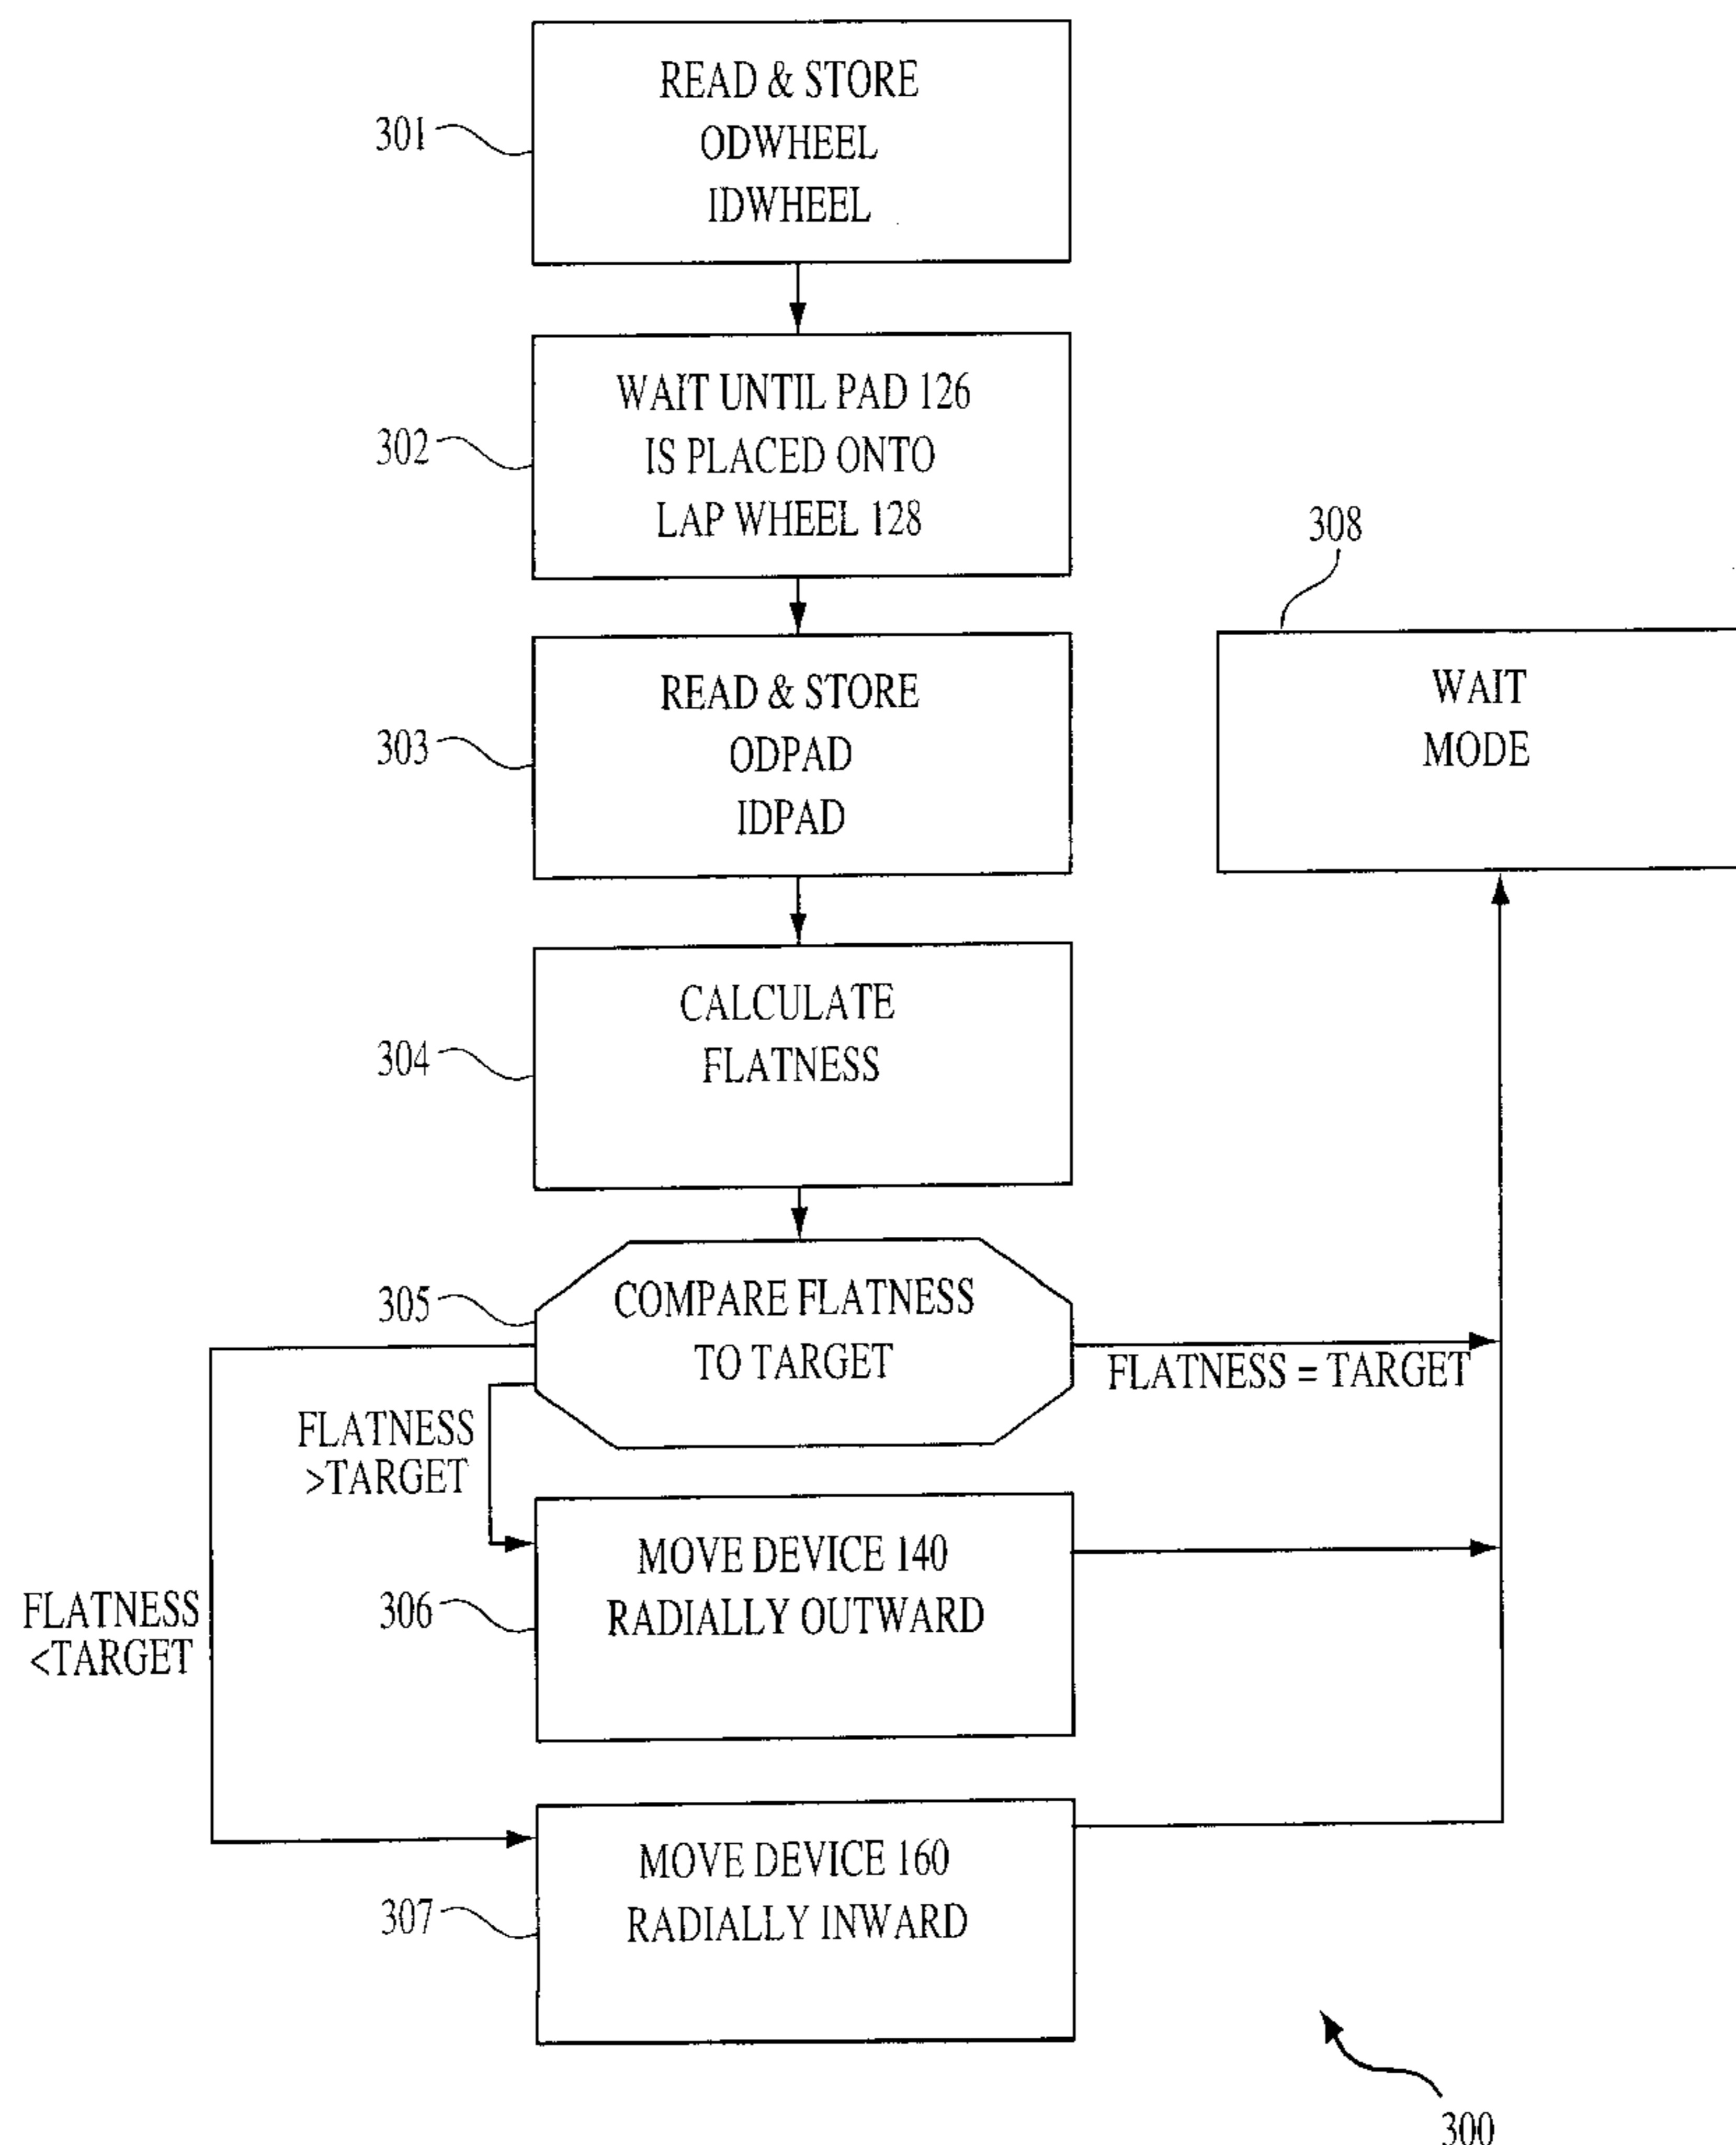 301
READ & STORE
ODWHEEL
IDWHEEL
302
WAIT UNTIL PAD 126
IS PLACED ONTO
LAP WHEEL 128
308
WAIT
MODE
303
READ & STORE
ODPAD
IDPAD
304
CALCULATE
FLATNESS
305
COMPARE FLATNESS
TO TARGET
FLATNESS = TARGET
FLATNESS
>TARGET
306
MOVE DEVICE 140
RADIALLY OUTWARD
FLATNESS
<TARGET
307
MOVE DEVICE 160
RADIALLY INWARD
300